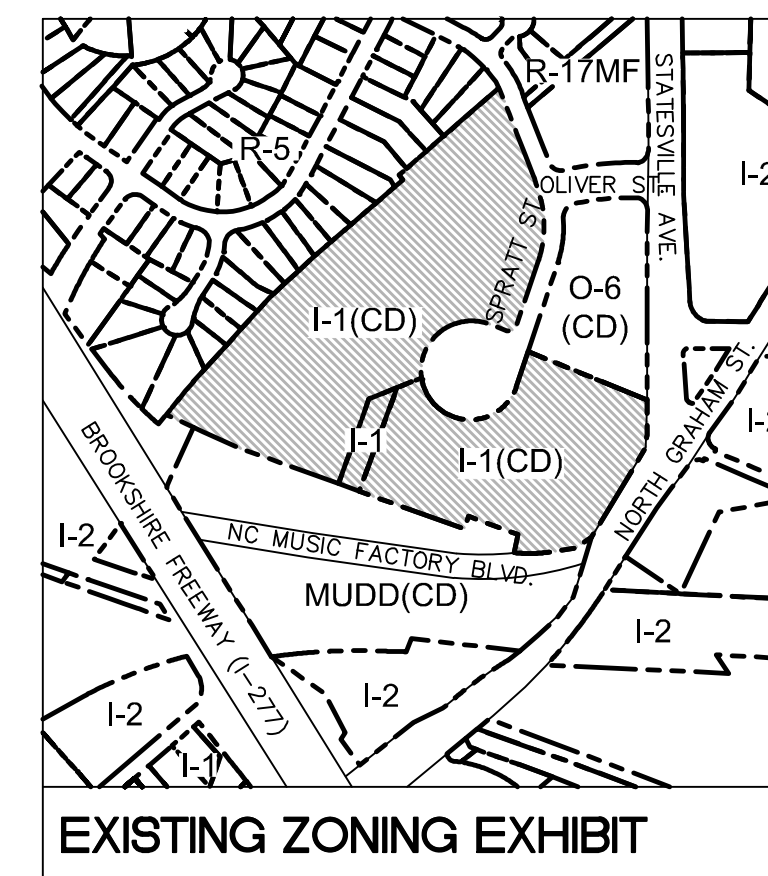 R-17MF
STATESVILLE AVE.
R-5
I-2
OLIVER ST.
SPRATT ST.
O-6
(CD)
I-1(CD)
NORTH GRAHAM ST.
I-1
I-1(CD)
BROOKSHIRE FREEWAY (I-277)
I-2
NC MUSIC FACTORY BLVD.
MUDD(CD)
I-2
I-2
I-2
I-1
EXISTING ZONING EXHIBIT